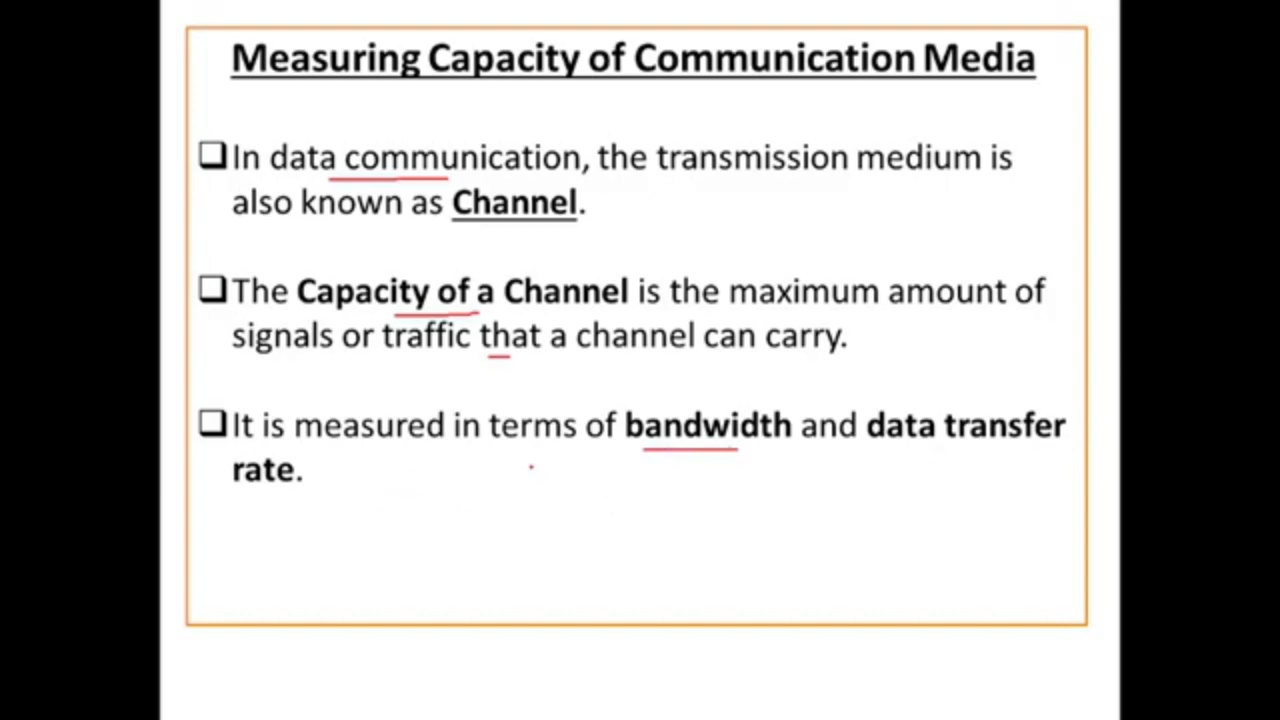 Measuring Capacity of Communication Media
In data communication, the transmission medium is
also known as Channel.
The Capacity of a Channel is the maximum amount of
signals or traffic that a channel can carry.
It is measured in terms of bandwidth and data transfer
rate.